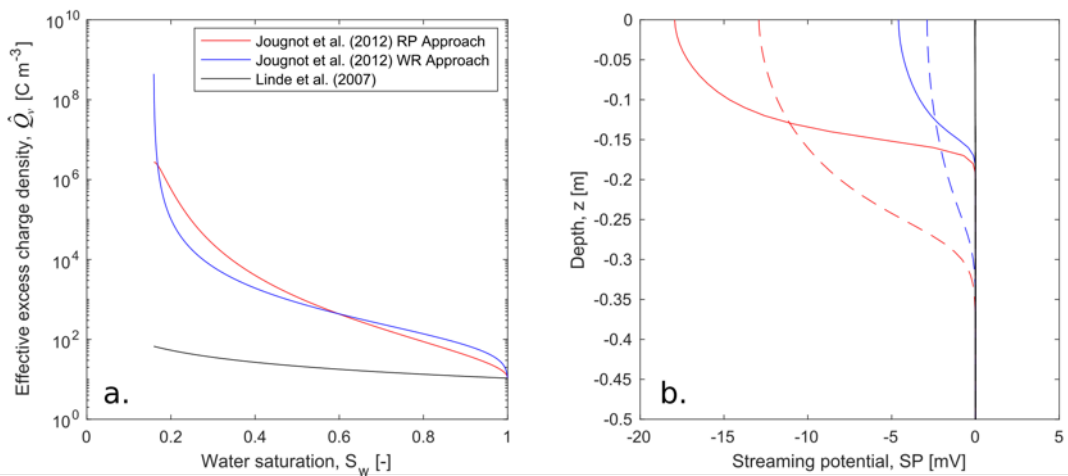 10^10
10^8
10^6
10^4
10^2
10^0
Effective excess charge density, Q̂_v, [C m^-3]
Jougnot et al. (2012) RP Approach
Jougnot et al. (2012) WR Approach
Linde et al. (2007)
a.
0 0.2 0.4 0.6 0.8 1
Water saturation, S_w [-]
0
-0.05
-0.1
-0.15
-0.2
-0.25
-0.3
-0.35
-0.4
-0.45
-0.5
Depth, z [m]
b.
-20 -15 -10 -5 0 5
Streaming potential, SP [mV]